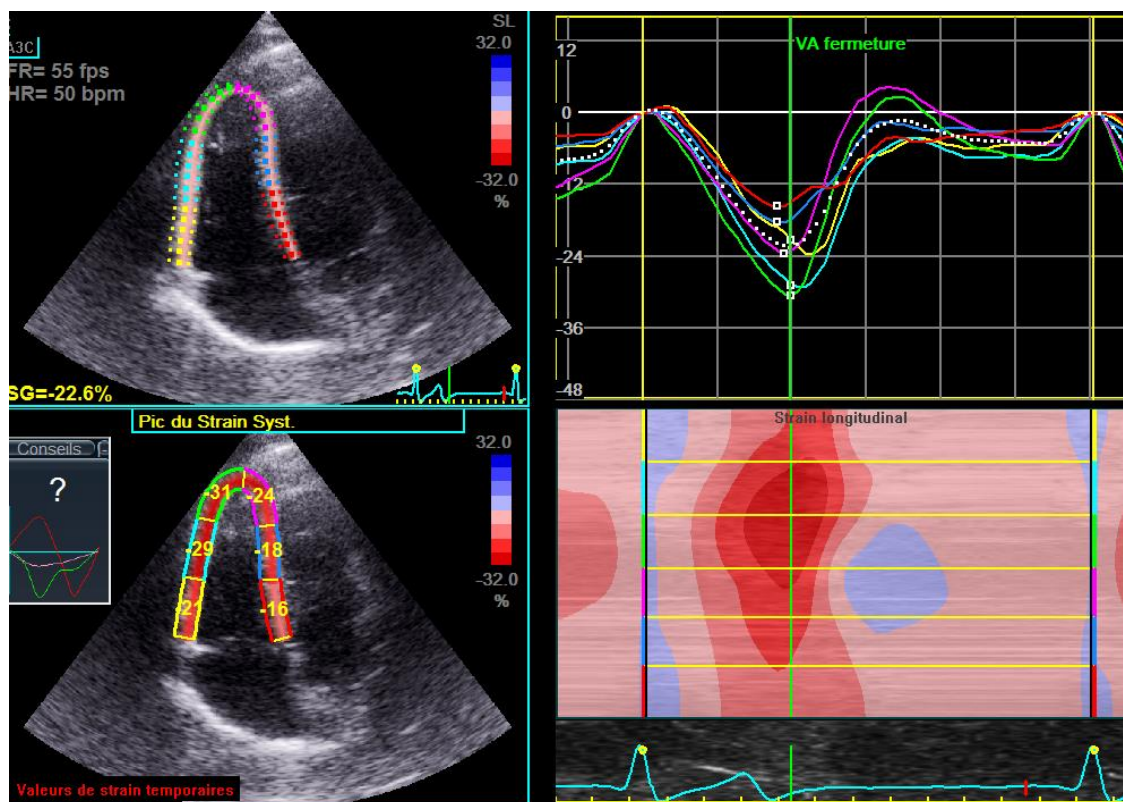 SL
32.0
A3C
FR= 55 fps
HR= 50 bpm
-32.0
%
SG=-22.6%
VA fermeture
12
0
-12
-24
-36
-48
Pic du Strain Syst.
Conseils
?
32.0
-31
-24
-29
-18
-21
-16
-32.0
%
Valeurs de strain temporaires
Strain longitudinal